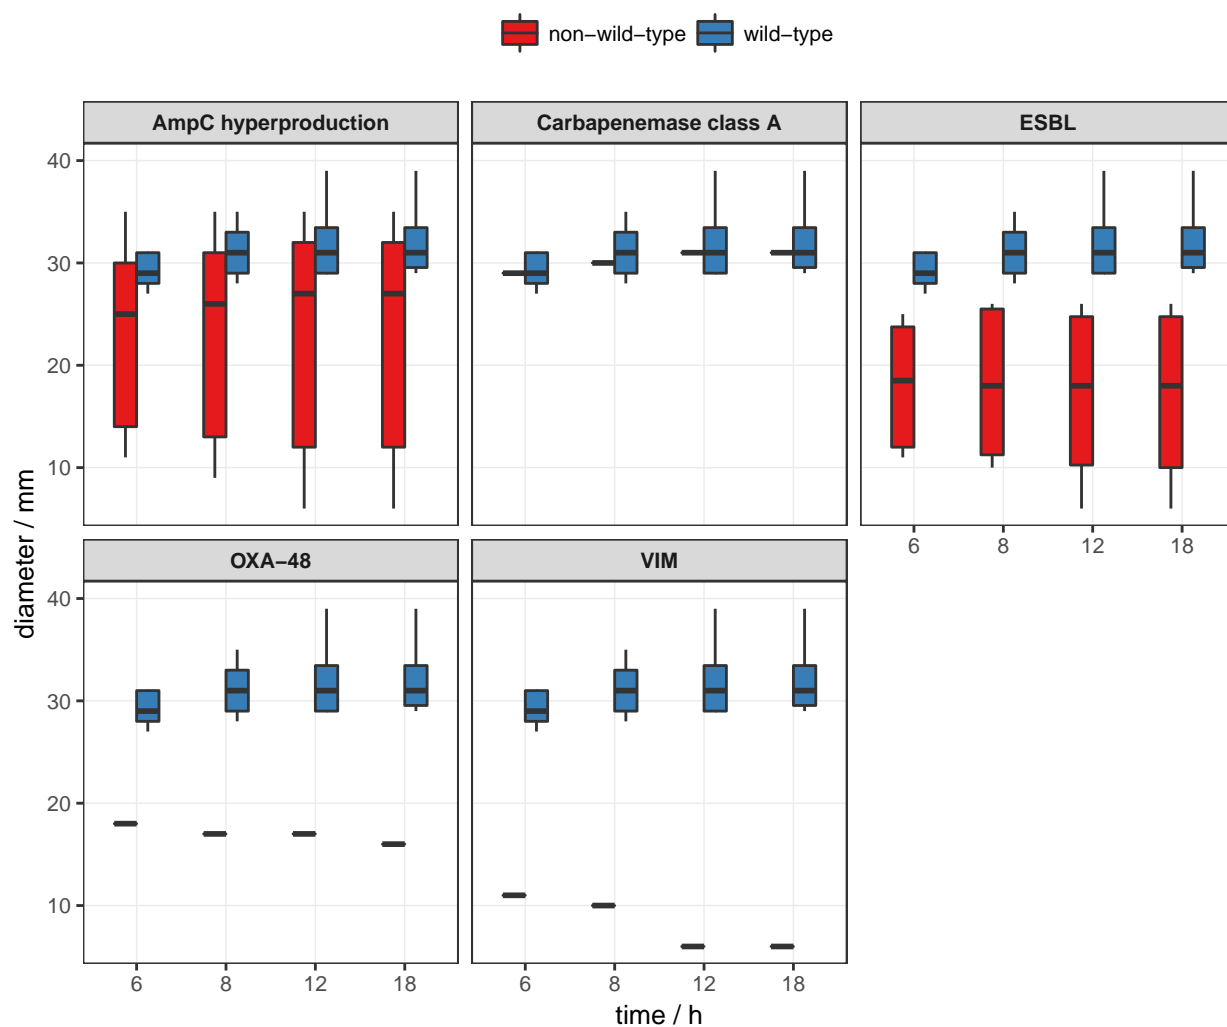 non−wild−type wild−type
AmpC hyperproduction Carbapenemase class A ESBL
40
30
20
10
6 8 12 18
OXA−48 VIM
40
30
20
10
6 8 12 18 6 8 12 18
diameter / mm
time / h